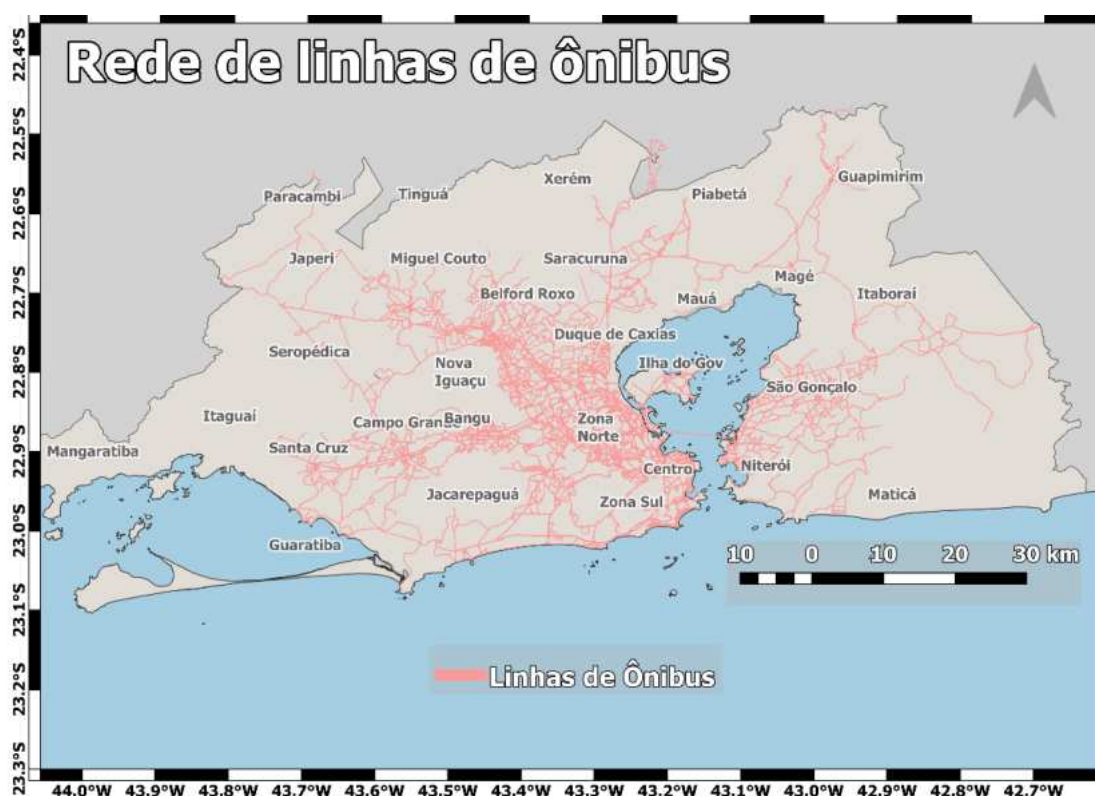 Rede de linhas de ônibus
22.4°S
22.5°S
22.6°S
22.7°S
22.8°S
22.9°S
23.0°S
23.1°S
23.2°S
23.3°S
Xerém
Guapimirim
Paracambi
Tinguá
Piabetá
Japeri
Miguel Couto
Saracuruna
Magé
Belford Roxo
Mauá
Itaboraí
Duque de Caxias
Seropédica
Nova
Iguaçu
Ilha do Gov
São Gonçalo
Itaguaí
Campo Grande
Bangu
Zona
Norte
Mangaratiba
Santa Cruz
Centro
Niterói
Jacarepaguá
Zona Sul
Maticá
Guaratiba
10 0 10 20 30 km
Linhas de Ônibus
44.0°W 43.9°W 43.8°W 43.7°W 43.6°W 43.5°W 43.4°W 43.3°W 43.2°W 43.1°W 43.0°W 42.9°W 42.8°W 42.7°W